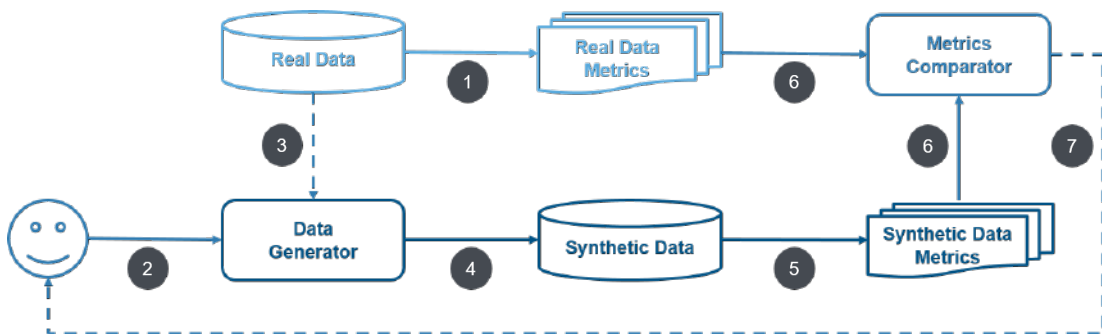 Real Data
Real Data
Metrics
Metrics
Comparator
1
6
3
6
7
Data
Generator
Synthetic Data
Synthetic Data
Metrics
2
4
5